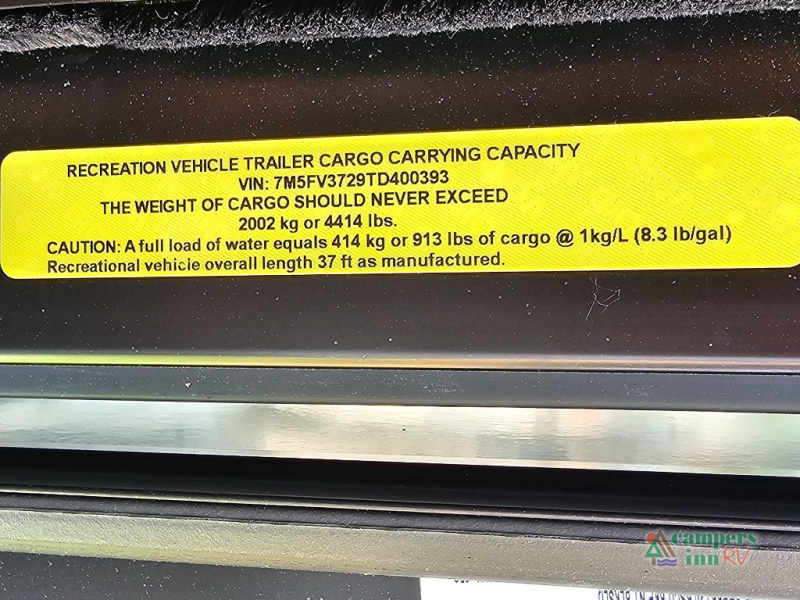 RECREATION VEHICLE TRAILER CARGO CARRYING CAPACITY
VIN: 7M5FV3729TD400393
THE WEIGHT OF CARGO SHOULD NEVER EXCEED
2002 kg or 4414 lbs.
CAUTION: A full load of water equals 414 kg or 913 lbs of cargo @ 1kg/L (8.3 lb/gal)
Recreational vehicle overall length 37 ft as manufactured.
campers
inn RV